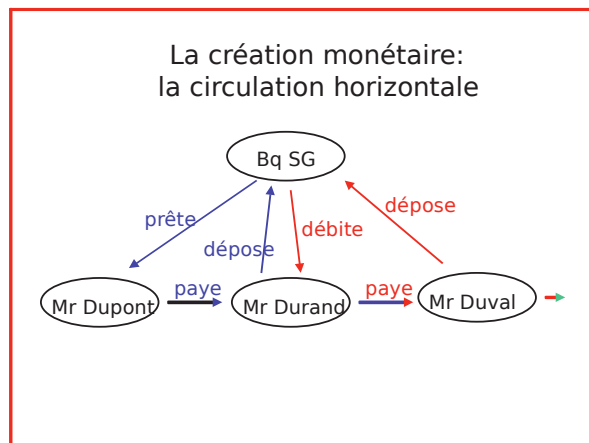 La création monétaire:
la circulation horizontale
Bq SG
prête
dépose
débite
dépose
Mr Dupont
paye
Mr Durand
paye
Mr Duval